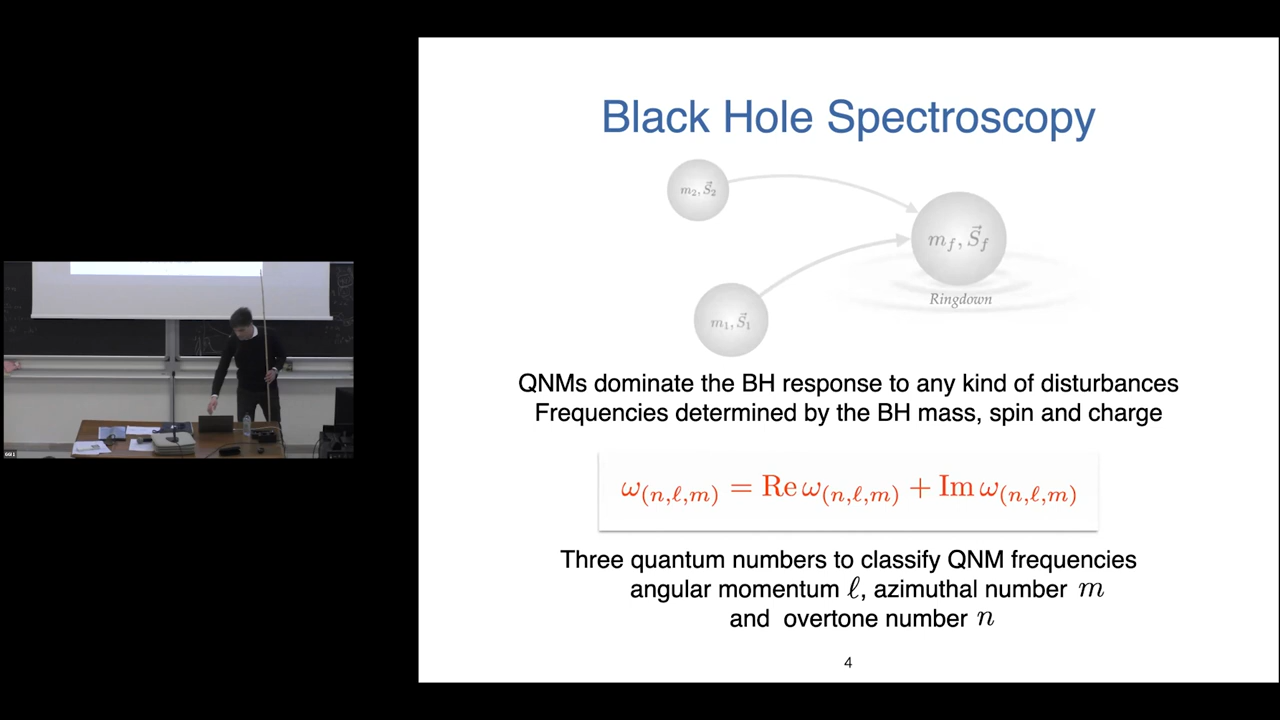 Black Hole Spectroscopy
m₂, S⃗₂
m_f, S⃗_f
Ringdown
m₁, S⃗₁
QNMs dominate the BH response to any kind of disturbances
Frequencies determined by the BH mass, spin and charge
ω_(n,ℓ,m) = Re ω_(n,ℓ,m) + Im ω_(n,ℓ,m)
Three quantum numbers to classify QNM frequencies
angular momentum ℓ, azimuthal number m
and overtone number n
4